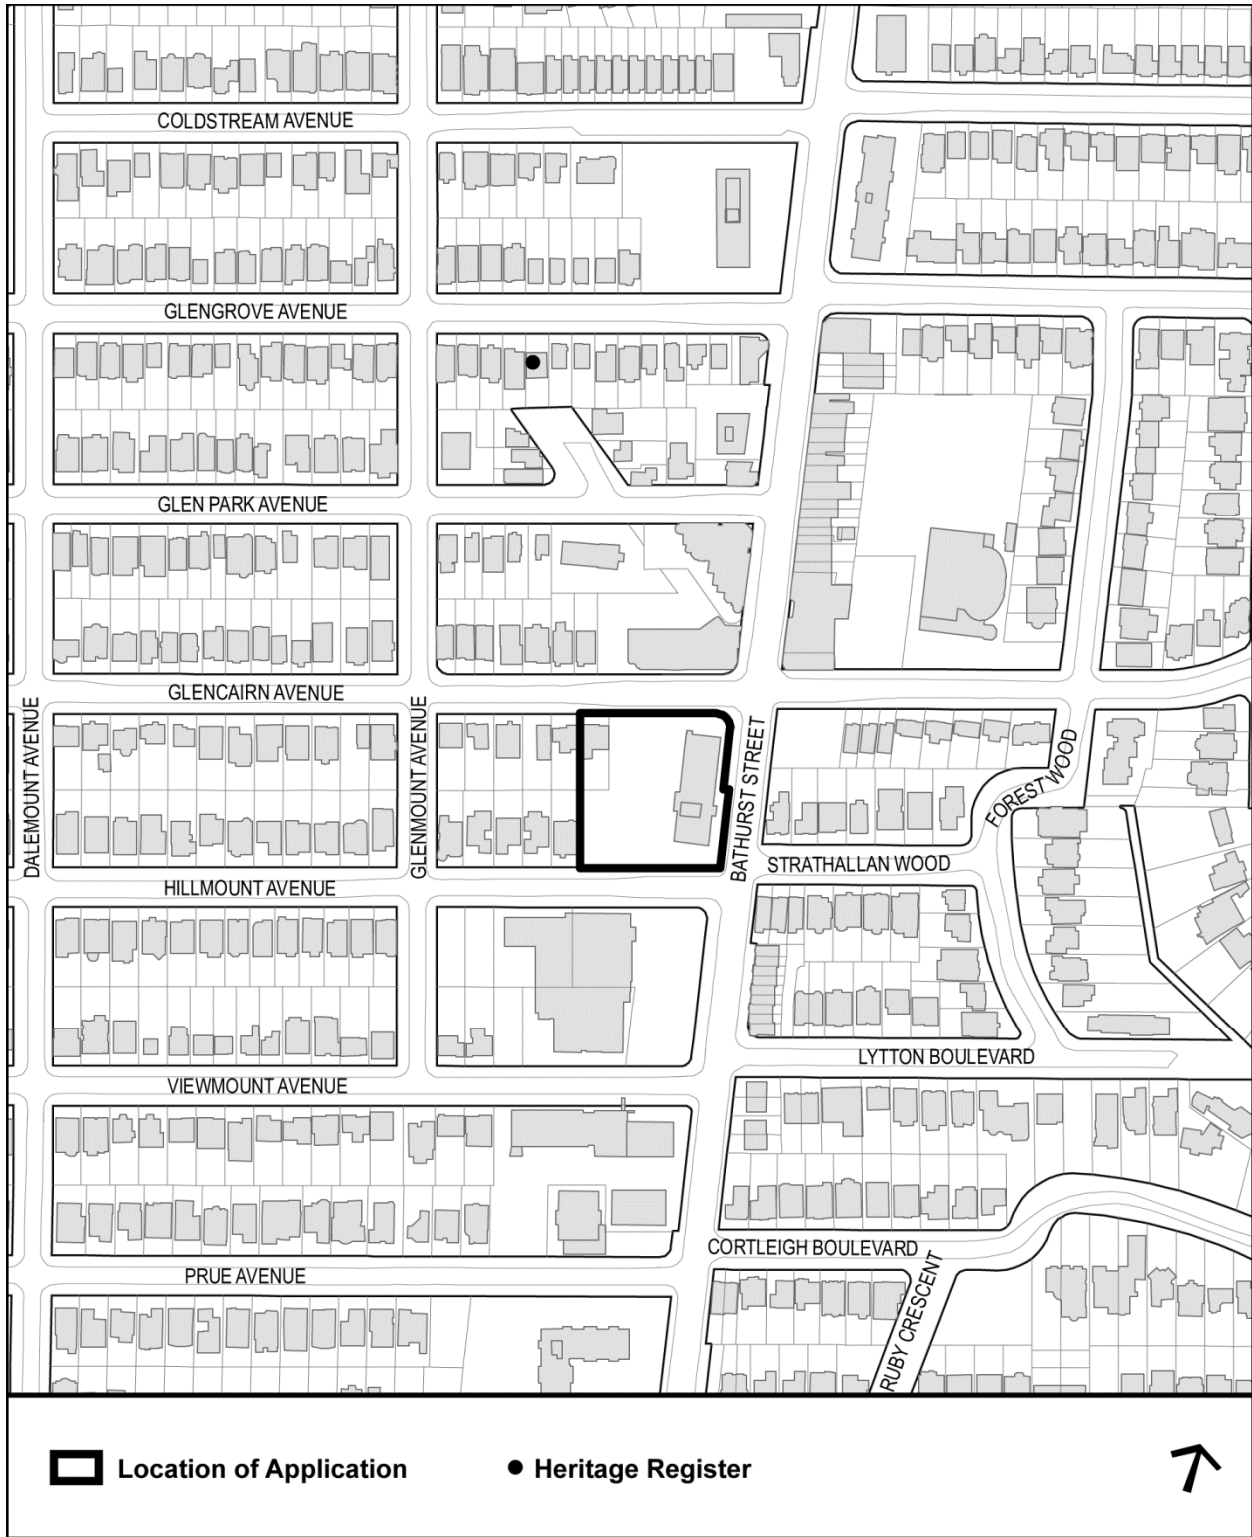 COLDSTREAM AVENUE
GLENGROVE AVENUE
GLEN PARK AVENUE
GLENCAIRN AVENUE
DALEMOUNT AVENUE
GLENMOUNT AVENUE
BATHURST STREET
FOREST WOOD
STRATHALLAN WOOD
HILLMOUNT AVENUE
LYTTON BOULEVARD
VIEWMOUNT AVENUE
CORTLEIGH BOULEVARD
PRUE AVENUE
RUBY CRESCENT
Location of Application
Heritage Register